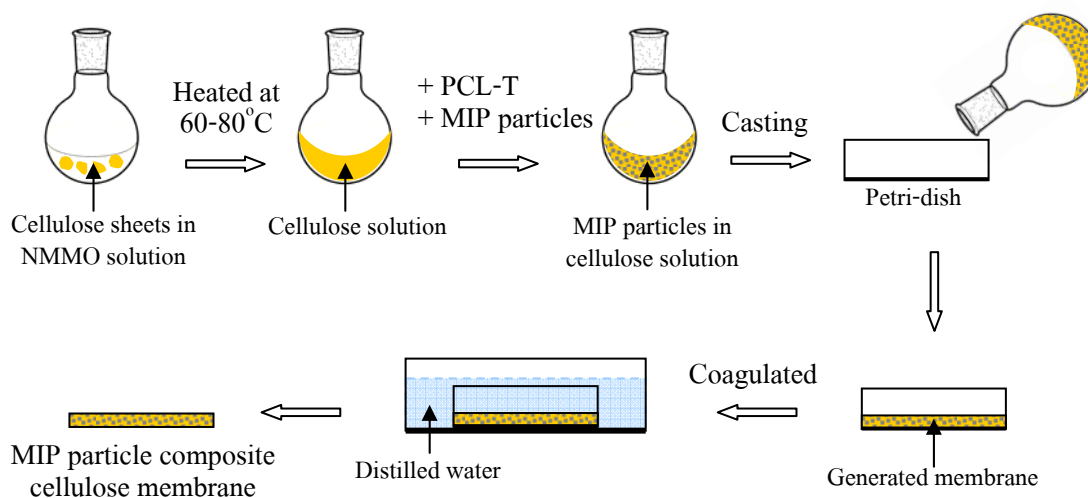 Heated at
60-80°C
+ PCL-T
+ MIP particles
Casting
Cellulose sheets in
NMMO solution
Cellulose solution
MIP particles in
cellulose solution
Petri-dish
Coagulated
MIP particle composite
cellulose membrane
Distilled water
Generated membrane